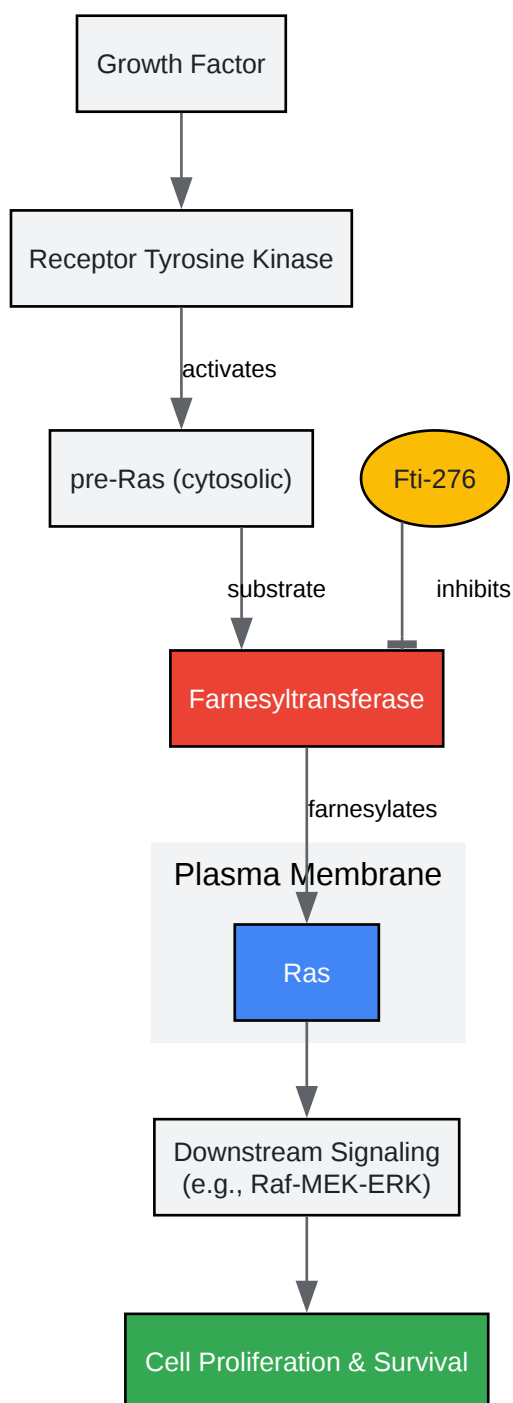 Growth Factor
Receptor Tyrosine Kinase
activates
pre-Ras (cytosolic)
Fti-276
substrate
inhibits
Farnesyltransferase
farnesylates
Plasma Membrane
Ras
Downstream Signaling
(e.g., Raf-MEK-ERK)
Cell Proliferation & Survival